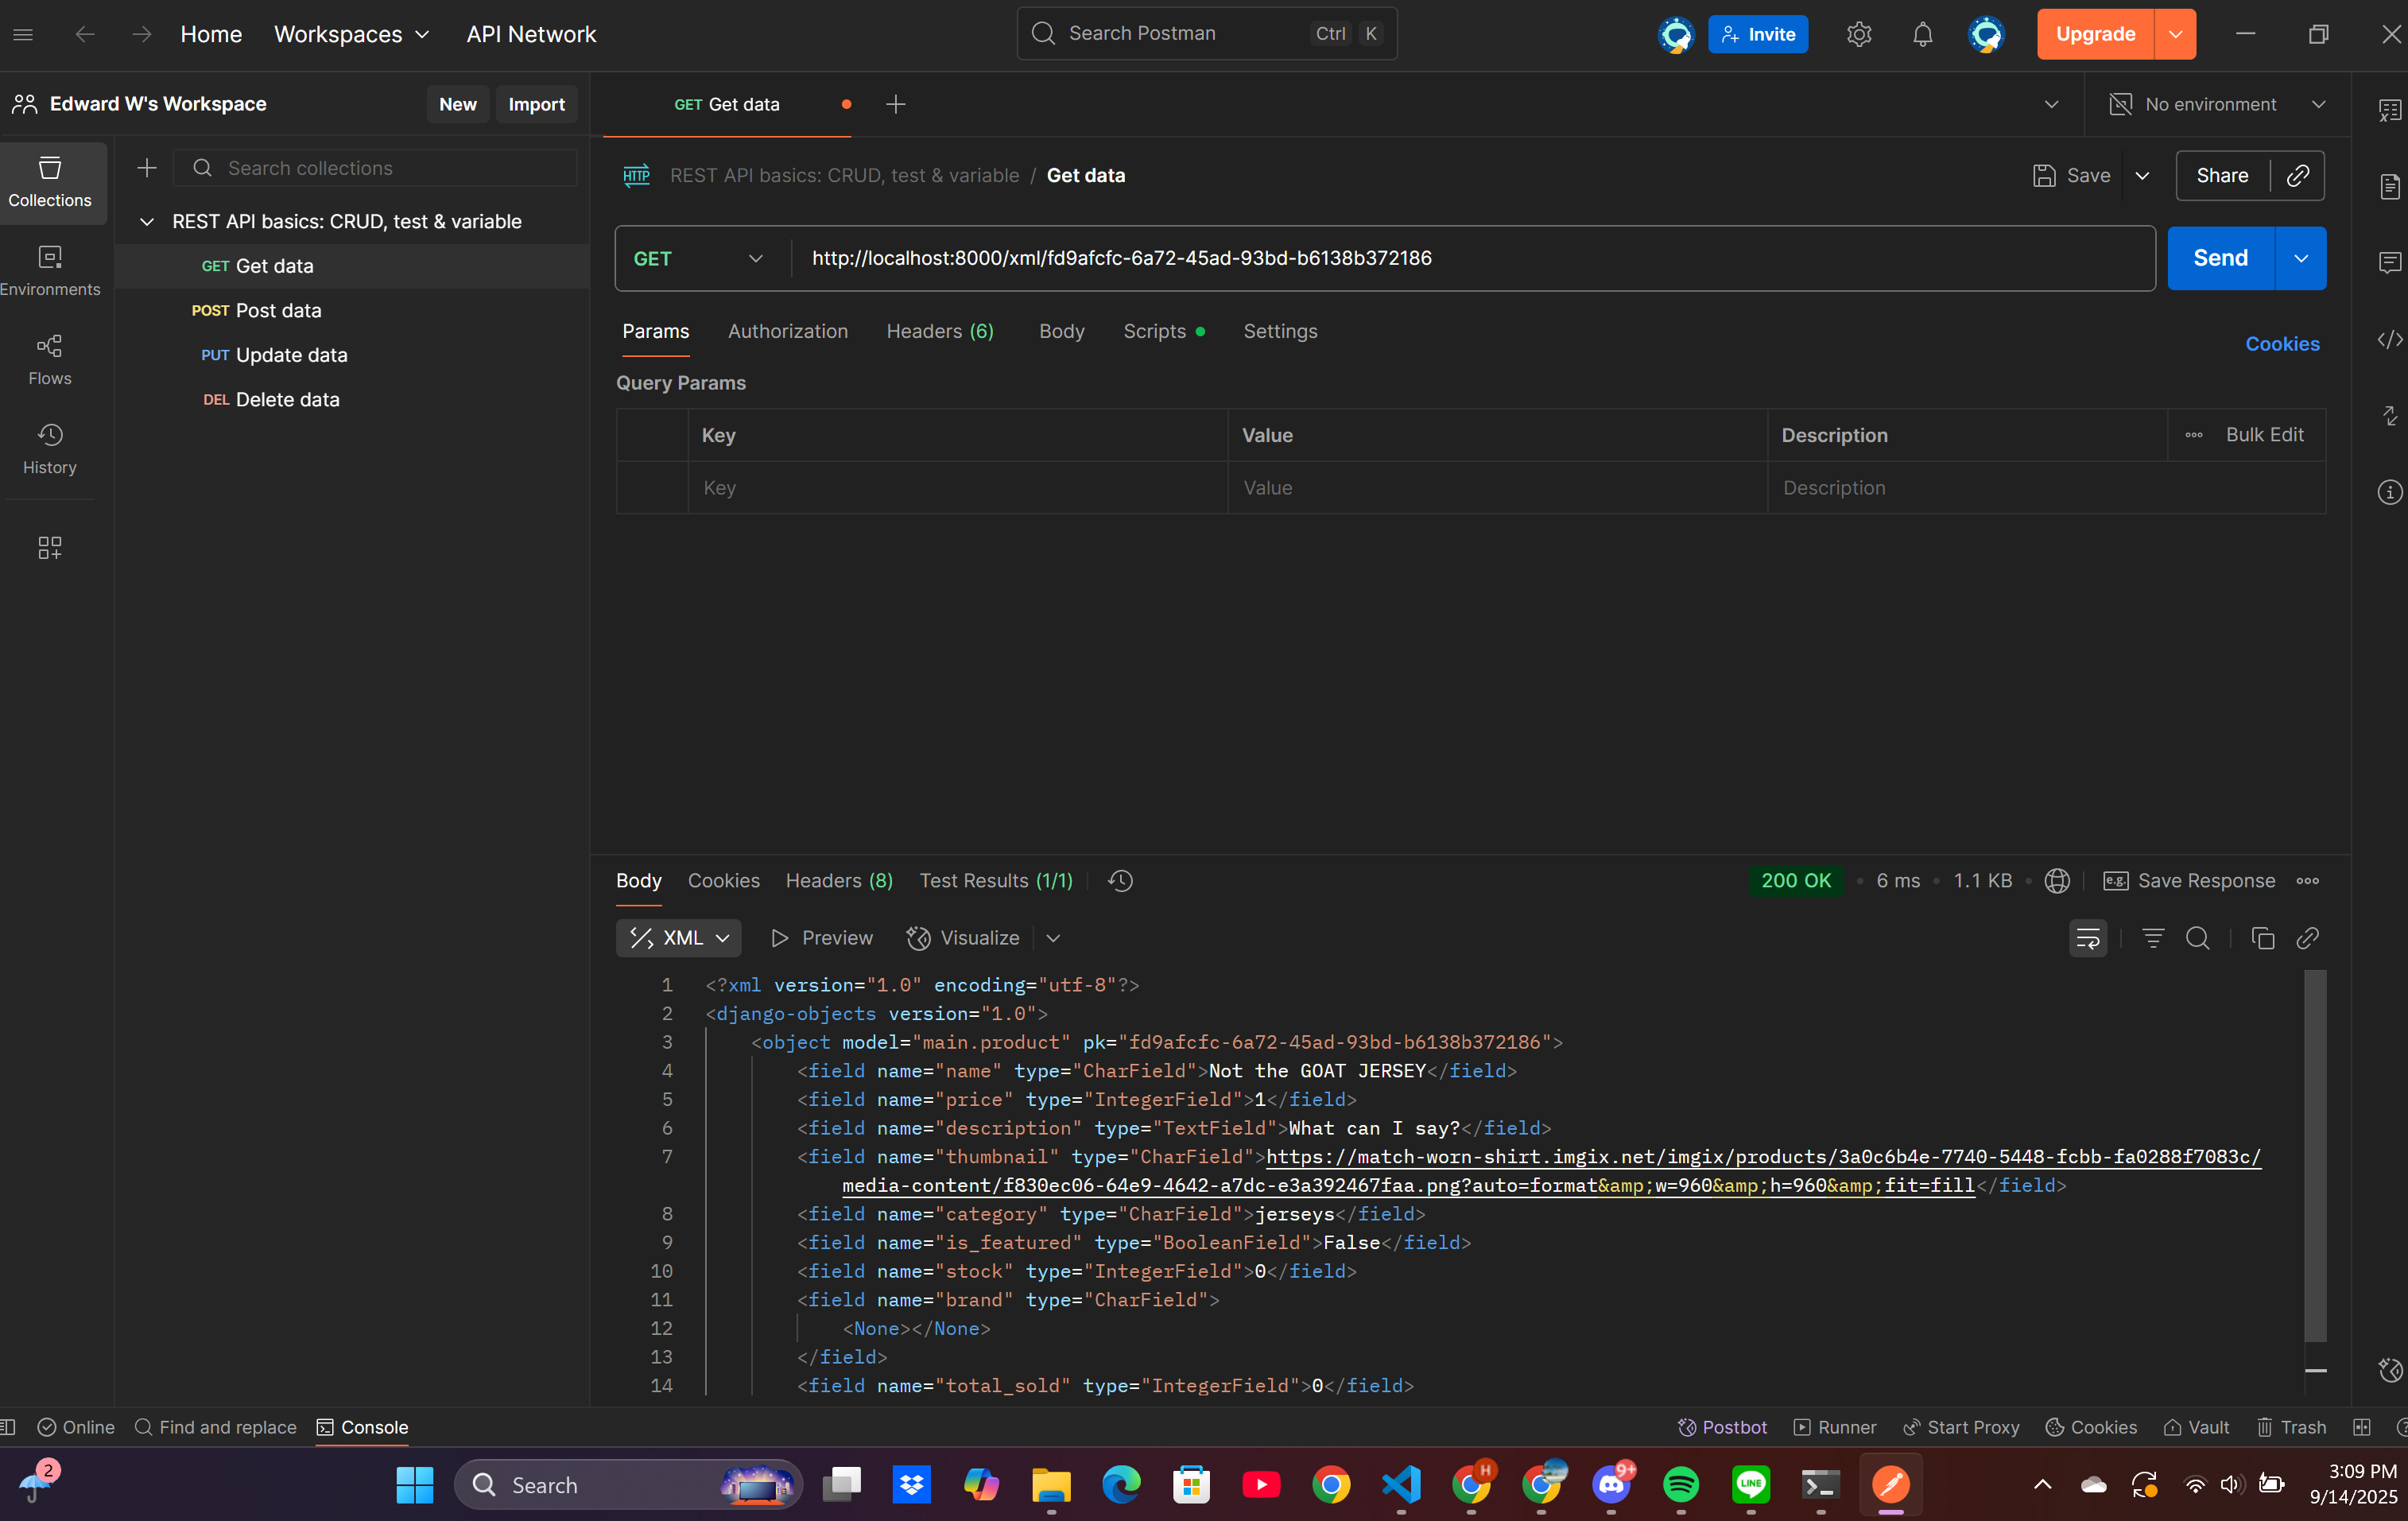 Home Workspaces API Network
Search Postman Ctrl K
Invite Upgrade
Edward W's Workspace New Import
GET Get data
No environment
Collections
Environments
Flows
History
Search collections
REST API basics: CRUD, test & variable
GET Get data
POST Post data
PUT Update data
DEL Delete data
HTTP REST API basics: CRUD, test & variable / Get data
Save Share
GET http://localhost:8000/xml/fd9afcfc-6a72-45ad-93bd-b6138b372186 Send
Params Authorization Headers (6) Body Scripts Settings Cookies
Query Params
Key Value Description Bulk Edit
Key Value Description
Body Cookies Headers (8) Test Results (1/1) 200 OK 6 ms 1.1 KB e.g. Save Response
XML Preview Visualize
1 <?xml version="1.0" encoding="utf-8"?>
2 <django-objects version="1.0">
3 <object model="main.product" pk="fd9afcfc-6a72-45ad-93bd-b6138b372186">
4 <field name="name" type="CharField">Not the GOAT JERSEY</field>
5 <field name="price" type="IntegerField">1</field>
6 <field name="description" type="TextField">What can I say?</field>
7 <field name="thumbnail" type="CharField">https://match-worn-shirt.imgix.net/imgix/products/3a0c6b4e-7740-5448-fcbb-fa0288f7083c/
media-content/f830ec06-64e9-4642-a7dc-e3a392467faa.png?auto=format&amp;w=960&amp;h=960&amp;fit=fill</field>
8 <field name="category" type="CharField">jerseys</field>
9 <field name="is_featured" type="BooleanField">False</field>
10 <field name="stock" type="IntegerField">0</field>
11 <field name="brand" type="CharField">
12 <None></None>
13 </field>
14 <field name="total_sold" type="IntegerField">0</field>
Online Find and replace Console Postbot Runner Start Proxy Cookies Vault Trash
2 Search H 9+ LINE
3:09 PM
9/14/2025